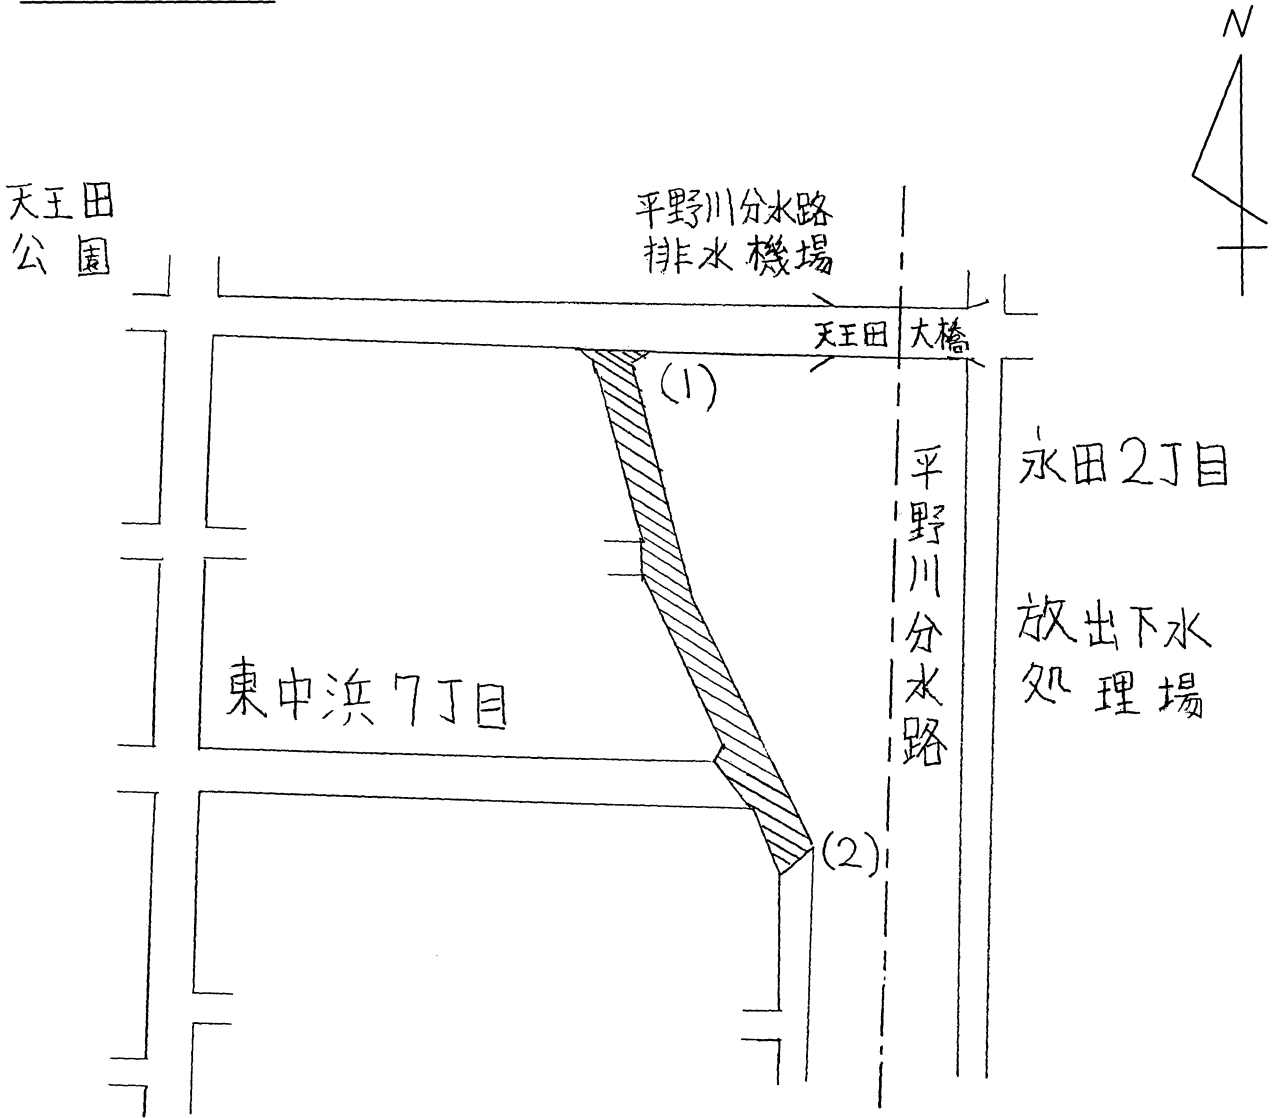 N
天王田
公園
平野川分水路
排水機場
天王田大橋
(1)
永田2丁目
平野川分水路
放出下水
処理場
東中浜7丁目
(2)